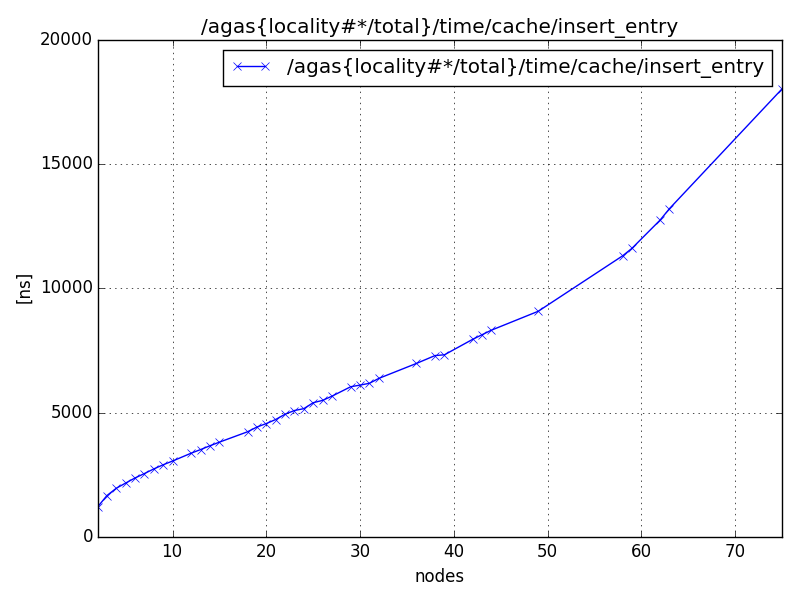 /agas{locality#*/total}/time/cache/insert_entry
/agas{locality#*/total}/time/cache/insert_entry
20000
15000
10000
5000
0
[ns]
10 20 30 40 50 60 70
nodes